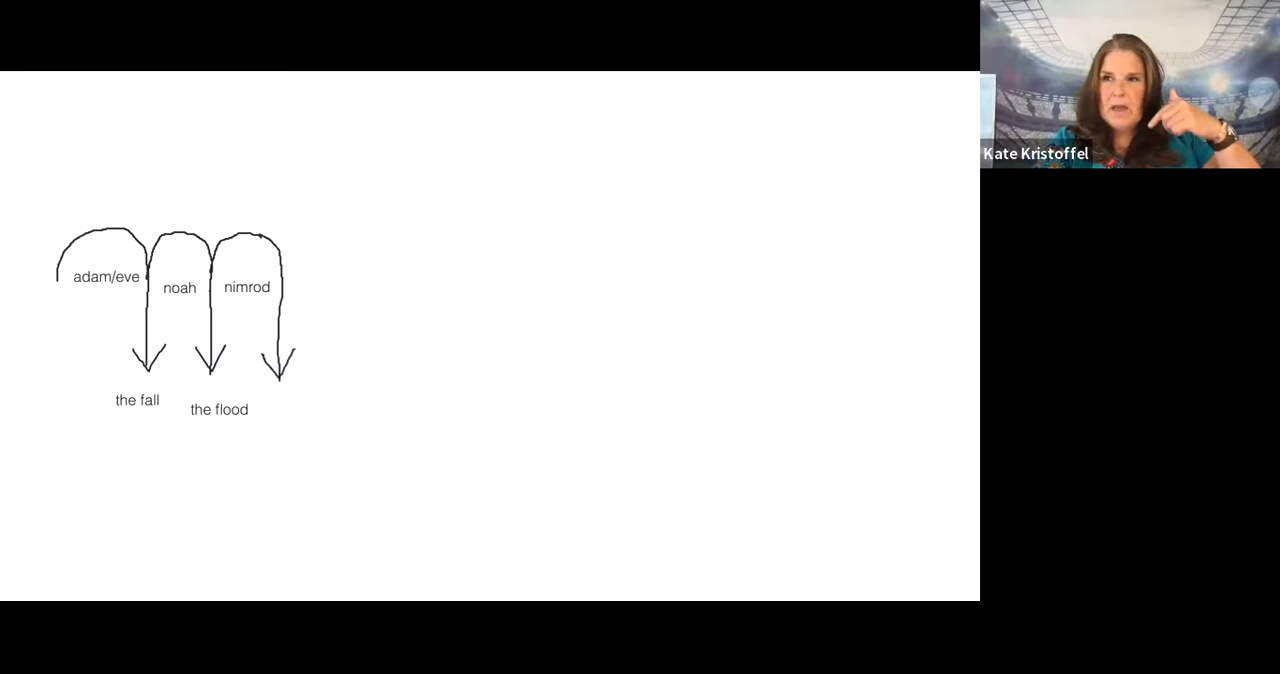 Kate Kristoffel
adam/eve
noah
nimrod
the fall
the flood